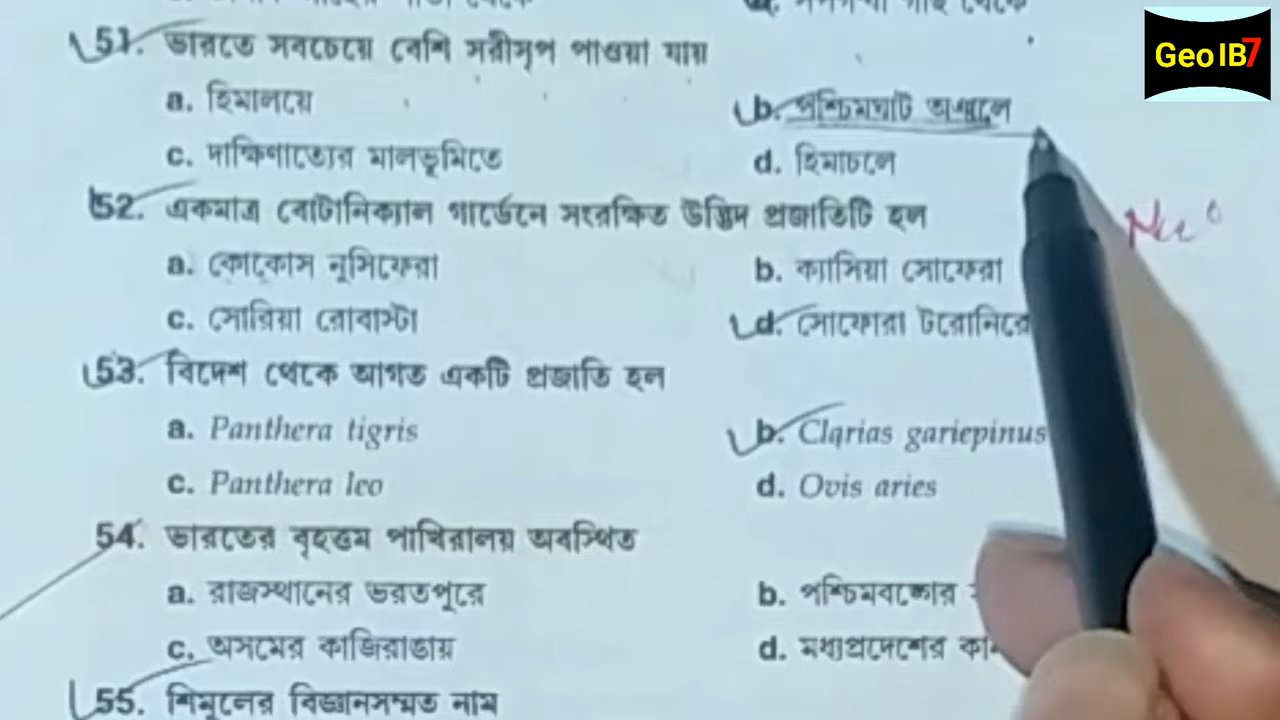 GeoIB7
51. ভারতে সবচেয়ে বেশি সরীসৃপ পাওয়া যায়
a. হিমালয়ে b. পশ্চিমঘাট অঞ্চলে
c. দাক্ষিণাত্যের মালভূমিতে d. হিমাচলে
52. একমাত্র বোটানিক্যাল গার্ডেনে সংরক্ষিত উদ্ভিদ প্রজাতিটি হল
a. কোকোস নুসিফেরা b. ক্যাসিয়া সোফেরা
c. সোরিয়া রোবাস্টা d. সোফোরা টরোনিরো
53. বিদেশ থেকে আগত একটি প্রজাতি হল
a. Panthera tigris b. Clarias gariepinus
c. Panthera leo d. Ovis aries
54. ভারতের বৃহত্তম পাখিরালয় অবস্থিত
a. রাজস্থানের ভরতপুরে b. পশ্চিমবঙ্গের
c. অসমের কাজিরাঙায় d. মধ্যপ্রদেশের
55. শিমুলের বিজ্ঞানসম্মত নাম